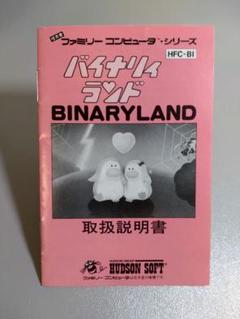 ファミリー コンピュータ・シリーズ
HFC-BI
バイナリィ
ランド
BINARYLAND
取扱説明書
HUDSON SOFT